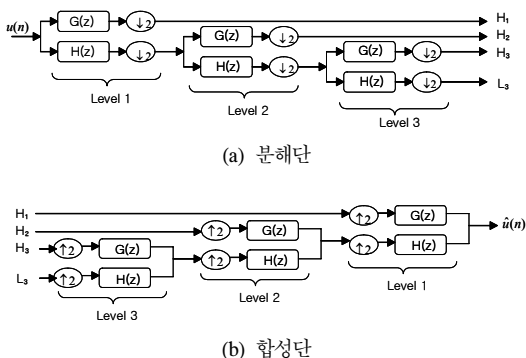 u(n)
G(z) ↓2 H₁
H(z) ↓2 G(z) ↓2 H₂
H(z) ↓2 G(z) ↓2 H₃
H(z) ↓2 L₃
Level 1
Level 2
Level 3
(a) 분해단
H₁ ↑2 G(z)
H₂ ↑2 G(z) û(n)
H₃ ↑2 G(z) ↑2 H(z) ↑2 H(z)
L₃ ↑2 H(z)
Level 1
Level 2
Level 3
(b) 합성단